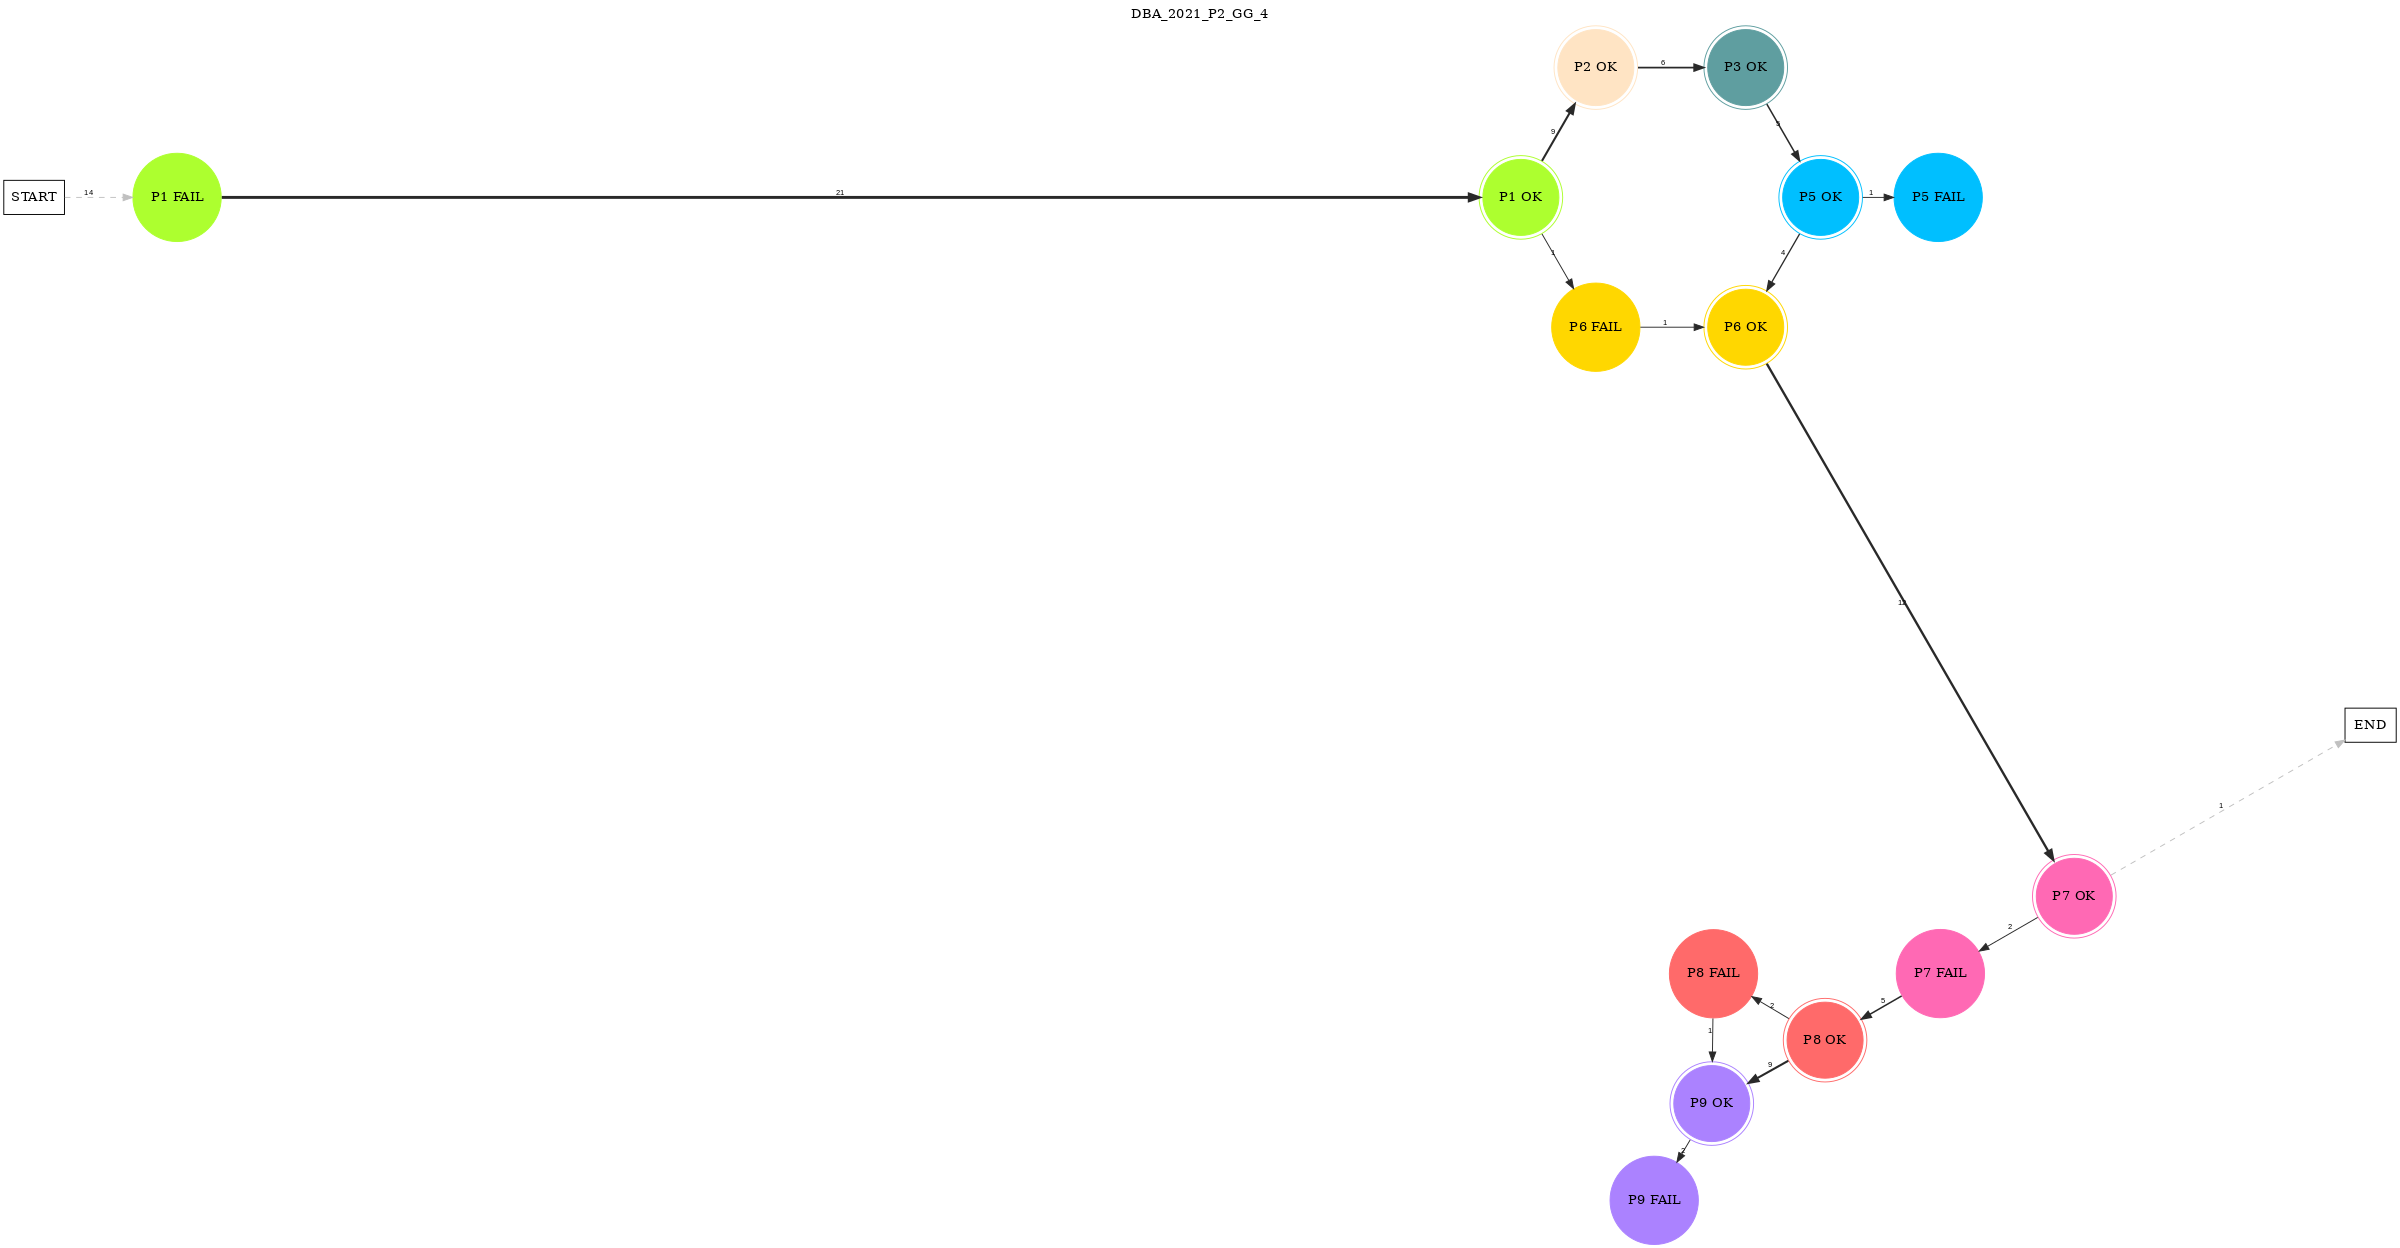 DBA_2021_P2_GG_4
P2 OK
6
P3 OK
9
START
14
P1 FAIL
21
P1 OK
P5 OK
1
P5 FAIL
4
P6 FAIL
1
P6 OK
END
1
P7 OK
2
P8 FAIL
P7 FAIL
2
5
1
P8 OK
9
P9 OK
P9 FAIL